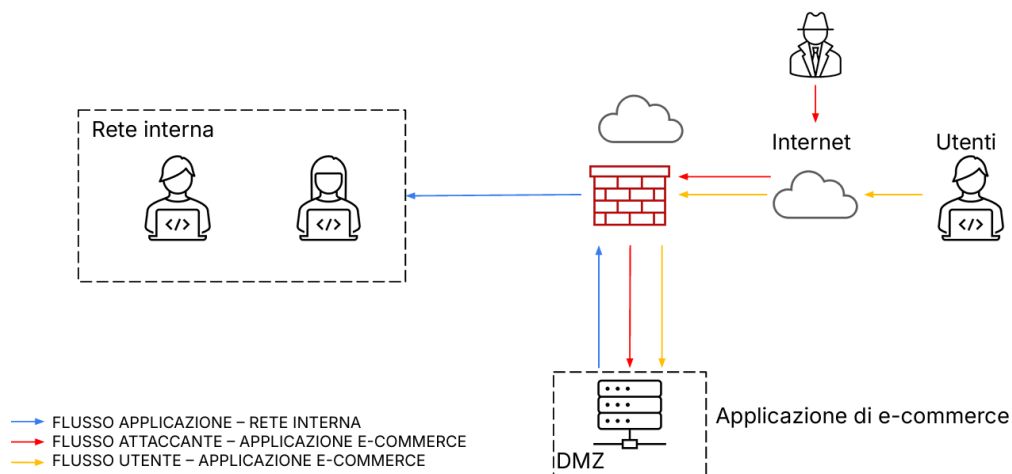 Rete interna
Internet
Utenti
</>
</>
</>
Applicazione di e-commerce
DMZ
FLUSSO APPLICAZIONE – RETE INTERNA
FLUSSO ATTACCANTE – APPLICAZIONE E-COMMERCE
FLUSSO UTENTE – APPLICAZIONE E-COMMERCE